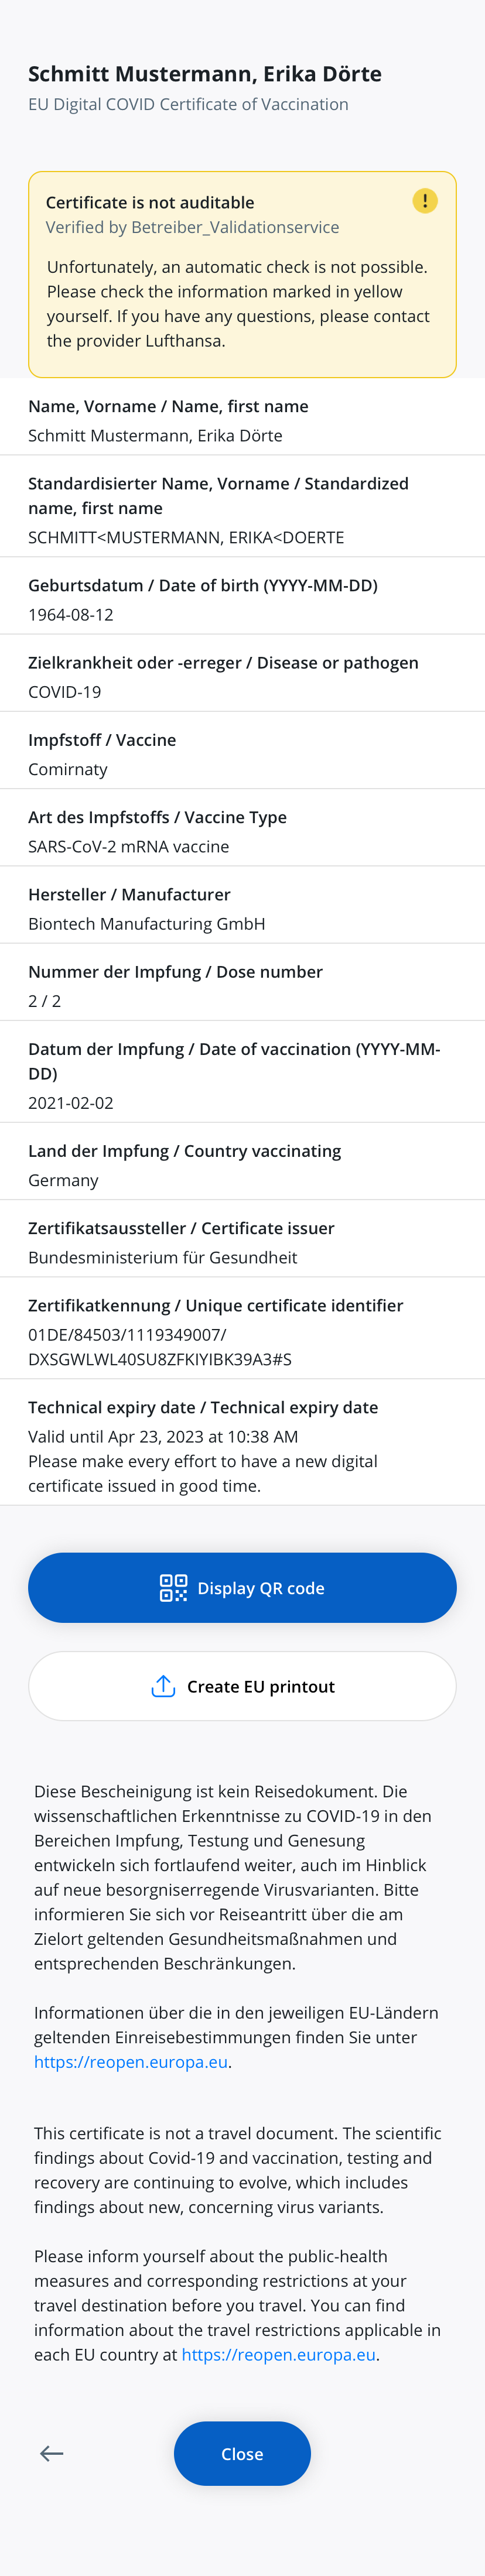 Schmitt Mustermann, Erika Dörte
EU Digital COVID Certificate of Vaccination
Certificate is not auditable
Verified by Betreiber_Validationservice
Unfortunately, an automatic check is not possible.
Please check the information marked in yellow
yourself. If you have any questions, please contact
the provider Lufthansa.
Name, Vorname / Name, first name
Schmitt Mustermann, Erika Dörte
Standardisierter Name, Vorname / Standardized
name, first name
SCHMITT<MUSTERMANN, ERIKA<DOERTE
Geburtsdatum / Date of birth (YYYY-MM-DD)
1964-08-12
Zielkrankheit oder -erreger / Disease or pathogen
COVID-19
Impfstoff / Vaccine
Comirnaty
Art des Impfstoffs / Vaccine Type
SARS-CoV-2 mRNA vaccine
Hersteller / Manufacturer
Biontech Manufacturing GmbH
Nummer der Impfung / Dose number
2 / 2
Datum der Impfung / Date of vaccination (YYYY-MM-
DD)
2021-02-02
Land der Impfung / Country vaccinating
Germany
Zertifikatsaussteller / Certificate issuer
Bundesministerium für Gesundheit
Zertifikatkennung / Unique certificate identifier
01DE/84503/1119349007/
DXSGWLWL40SU8ZFKIYIBK39A3#S
Technical expiry date / Technical expiry date
Valid until Apr 23, 2023 at 10:38 AM
Please make every effort to have a new digital
certificate issued in good time.
Display QR code
Create EU printout
Diese Bescheinigung ist kein Reisedokument. Die
wissenschaftlichen Erkenntnisse zu COVID-19 in den
Bereichen Impfung, Testung und Genesung
entwickeln sich fortlaufend weiter, auch im Hinblick
auf neue besorgniserregende Virusvarianten. Bitte
informieren Sie sich vor Reiseantritt über die am
Zielort geltenden Gesundheitsmaßnahmen und
entsprechenden Beschränkungen.
Informationen über die in den jeweiligen EU-Ländern
geltenden Einreisebestimmungen finden Sie unter
https://reopen.europa.eu.
This certificate is not a travel document. The scientific
findings about Covid-19 and vaccination, testing and
recovery are continuing to evolve, which includes
findings about new, concerning virus variants.
Please inform yourself about the public-health
measures and corresponding restrictions at your
travel destination before you travel. You can find
information about the travel restrictions applicable in
each EU country at https://reopen.europa.eu.
Close